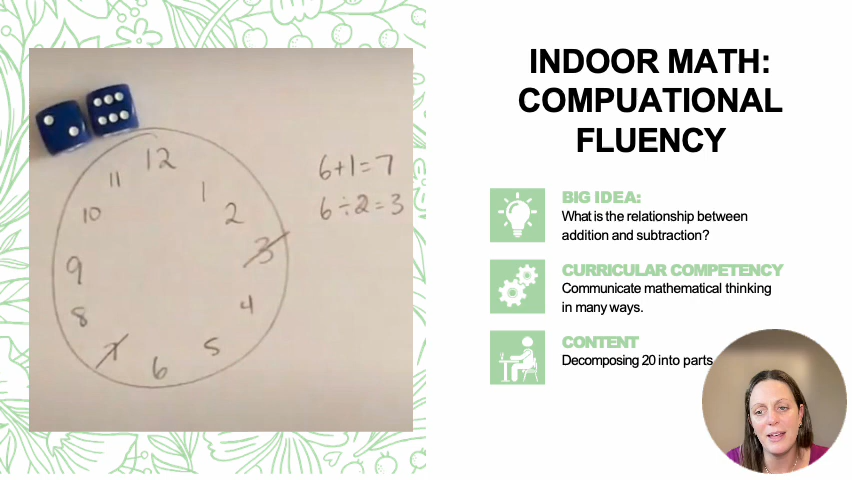 12
11
1
10
2
9
3
8
4
7
5
6
6+1=7
6÷2=3
INDOOR MATH:
COMPUATIONAL
FLUENCY
BIG IDEA:
What is the relationship between
addition and subtraction?
CURRICULAR COMPETENCY
Communicate mathematical thinking
in many ways.
CONTENT
Decomposing 20 into parts